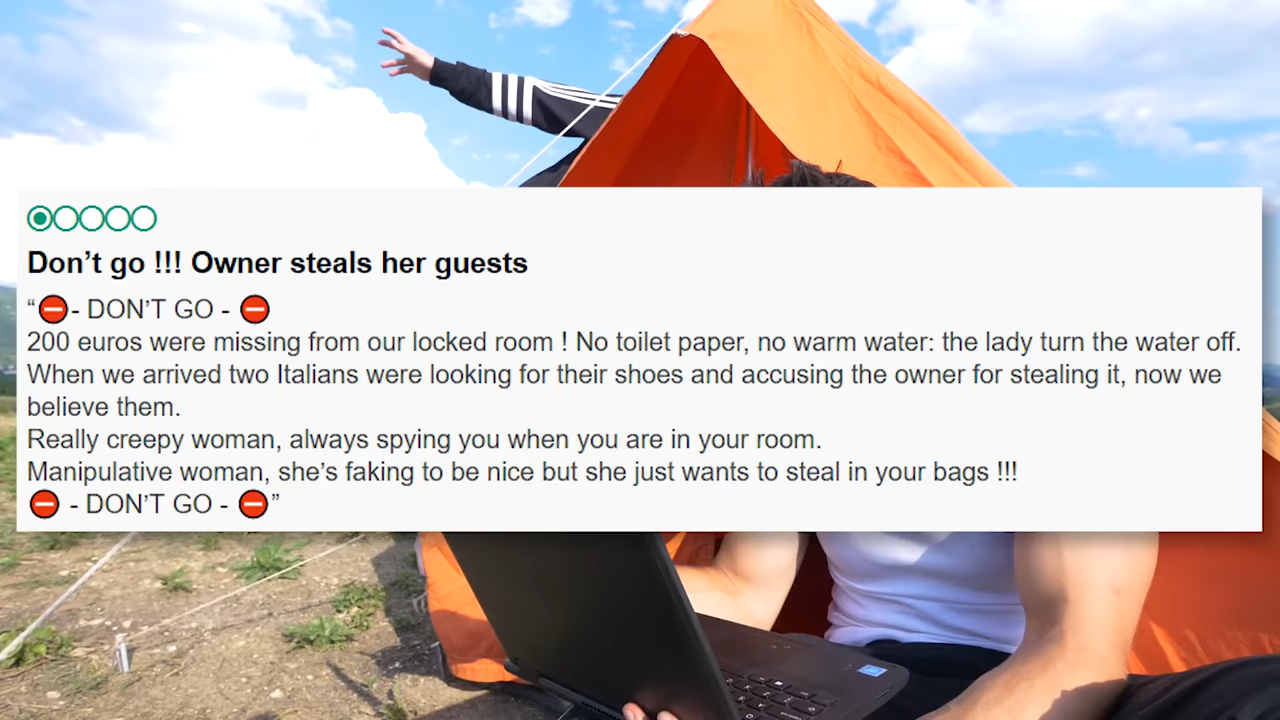 Don’t go !!! Owner steals her guests
“⛔- DON’T GO - ⛔
200 euros were missing from our locked room ! No toilet paper, no warm water: the lady turn the water off.
When we arrived two Italians were looking for their shoes and accusing the owner for stealing it, now we
believe them.
Really creepy woman, always spying you when you are in your room.
Manipulative woman, she’s faking to be nice but she just wants to steal in your bags !!!
⛔ - DON’T GO - ⛔”